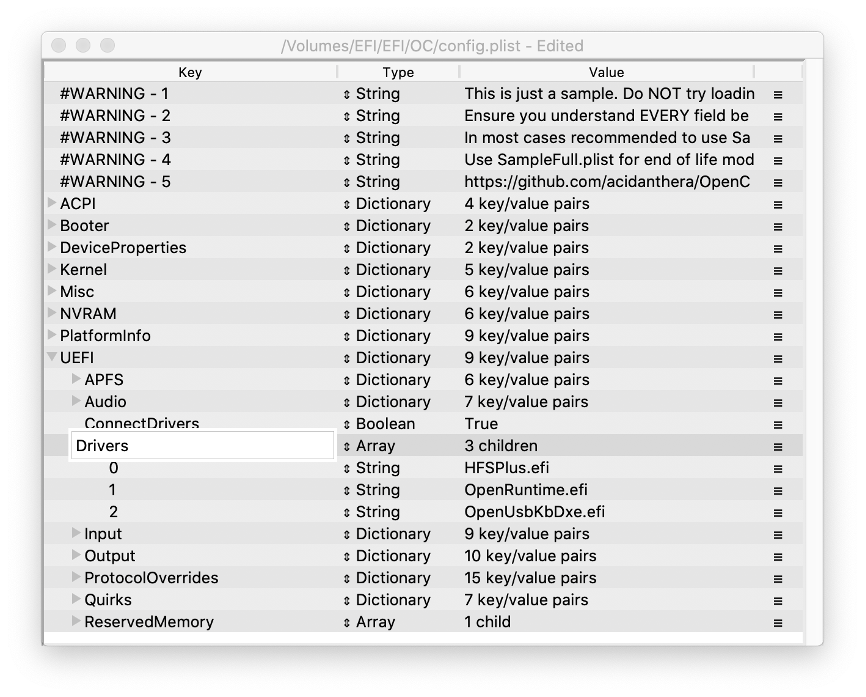 /Volumes/EFI/EFI/OC/config.plist - Edited
Key Type Value
#WARNING - 1 String This is just a sample. Do NOT try loadin
#WARNING - 2 String Ensure you understand EVERY field be
#WARNING - 3 String In most cases recommended to use Sa
#WARNING - 4 String Use SampleFull.plist for end of life mod
#WARNING - 5 String https://github.com/acidanthera/OpenC
ACPI Dictionary 4 key/value pairs
Booter Dictionary 2 key/value pairs
DeviceProperties Dictionary 2 key/value pairs
Kernel Dictionary 5 key/value pairs
Misc Dictionary 6 key/value pairs
NVRAM Dictionary 6 key/value pairs
PlatformInfo Dictionary 9 key/value pairs
UEFI Dictionary 9 key/value pairs
APFS Dictionary 6 key/value pairs
Audio Dictionary 7 key/value pairs
ConnectDrivers Boolean True
Drivers Array 3 children
0 String HFSPlus.efi
1 String OpenRuntime.efi
2 String OpenUsbKbDxe.efi
Input Dictionary 9 key/value pairs
Output Dictionary 10 key/value pairs
ProtocolOverrides Dictionary 15 key/value pairs
Quirks Dictionary 7 key/value pairs
ReservedMemory Array 1 child